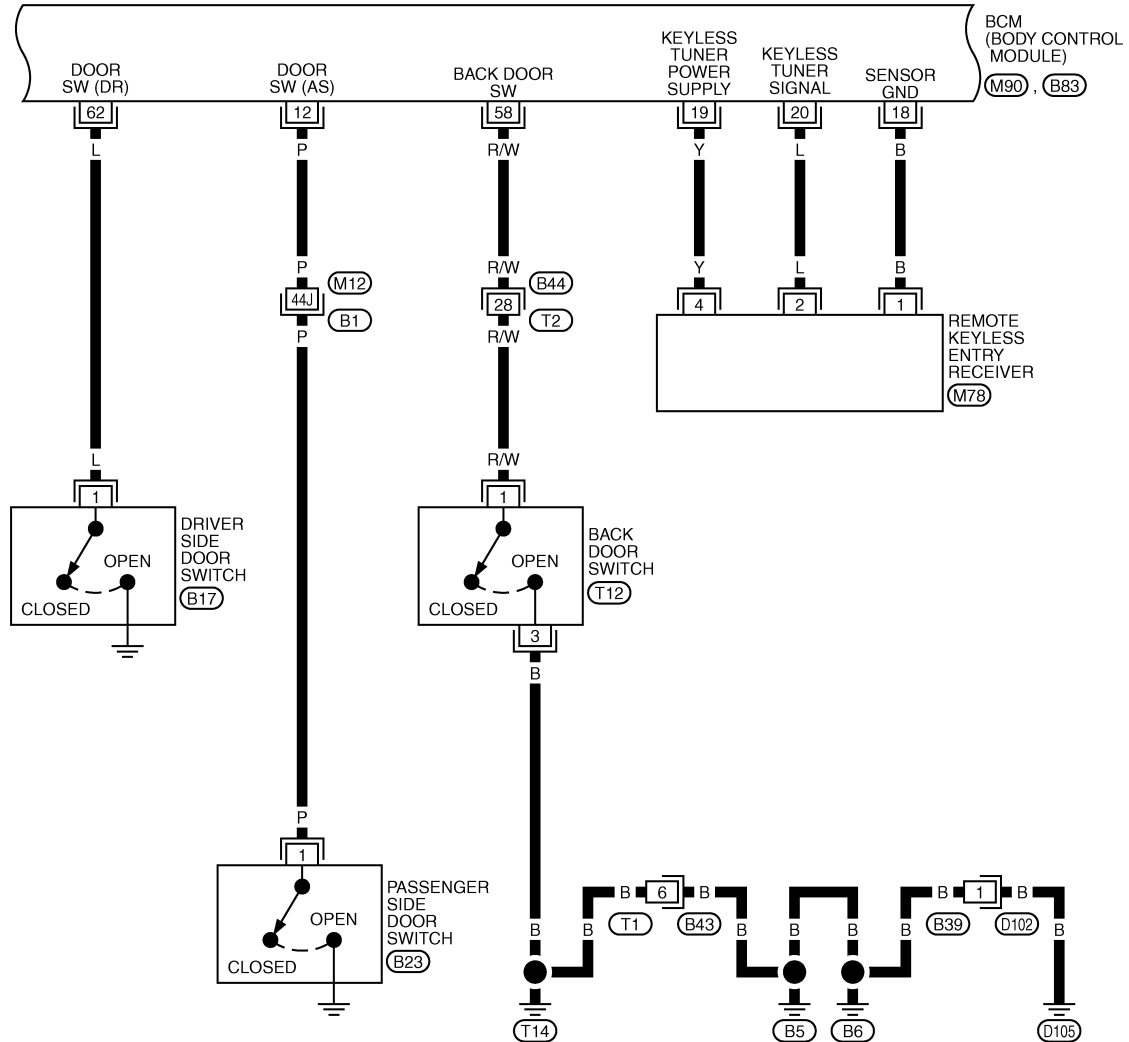 BCM
(BODY CONTROL
MODULE)
M90 , B83
DOOR
SW (DR)
DOOR
SW (AS)
BACK DOOR
SW
KEYLESS
TUNER
POWER
SUPPLY
KEYLESS
TUNER
SIGNAL
SENSOR
GND
62
12
58
19
20
18
L
P
R/W
Y
L
B
P
R/W
Y
L
B
44J
M12
B1
28
B44
T2
4
2
1
P
R/W
REMOTE
KEYLESS
ENTRY
RECEIVER
M78
L
R/W
1
1
DRIVER
SIDE
DOOR
SWITCH
B17
OPEN
CLOSED
BACK
DOOR
SWITCH
T12
OPEN
CLOSED
3
B
P
1
PASSENGER
SIDE
DOOR
SWITCH
B23
OPEN
CLOSED
B
6
B
B
1
B
T1
B43
B39
D102
B
B
B
B
B
B
B
T14
B5
B6
D105